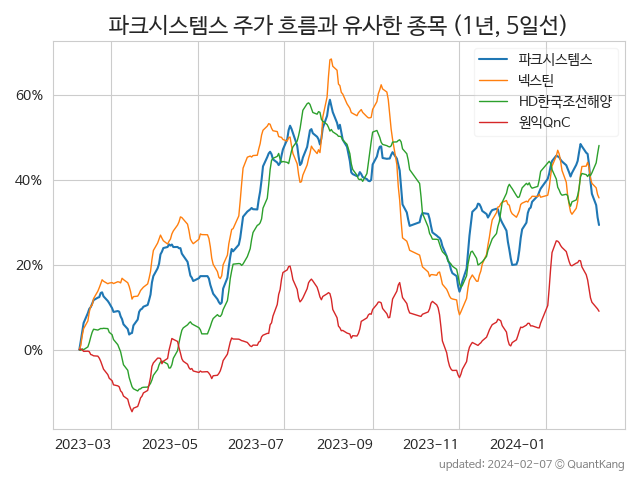 파크시스템스 주가 흐름과 유사한 종목 (1년, 5일선)
파크시스템스
넥스틴
HD한국조선해양
원익QnC
60%
40%
20%
0%
2023-03 2023-05 2023-07 2023-09 2023-11 2024-01
updated: 2024-02-07 © QuantKang